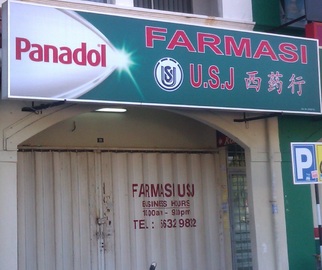 Panadol
FARMASI
U.S.J 西药行
FARMASI USJ
BUSINESS HOURS
TEL:
P